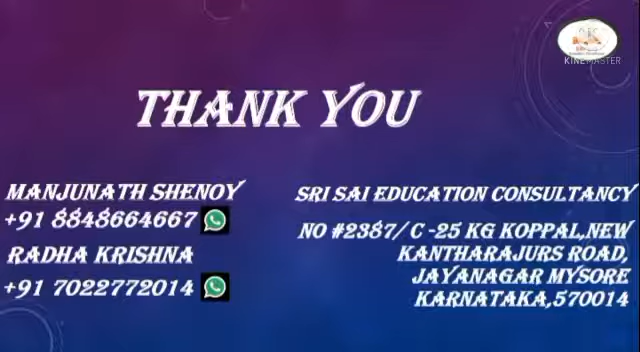 KINEMASTER
THANK YOU
MANJUNATH SHENOY
+91 8848664667
RADHA KRISHNA
+91 7022772014
SRI SAI EDUCATION CONSULTANCY
NO #2387/ C -25 KG KOPPAL,NEW
KANTHARAJURS ROAD,
JAYANAGAR MYSORE
KARNATAKA,570014